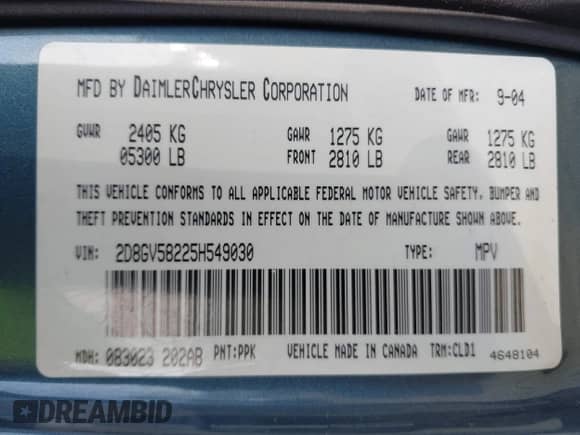 MFD BY DAIMLERCHRYSLER CORPORATION DATE OF MFR: 9-04
GVWR 2405 KG GAWR 1275 KG GAWR 1275 KG
05300 LB FRONT 2810 LB REAR 2810 LB
THIS VEHICLE CONFORMS TO ALL APPLICABLE FEDERAL MOTOR VEHICLE SAFETY, BUMPER AND
THEFT PREVENTION STANDARDS IN EFFECT ON THE DATE OF MANUFACTURE SHOWN ABOVE.
VIN: 2D8GV58225H549030 TYPE: MPV
MDH: 083023 202AB PNT:PPK VEHICLE MADE IN CANADA TRM:CLD1 4648104
DREAMBID